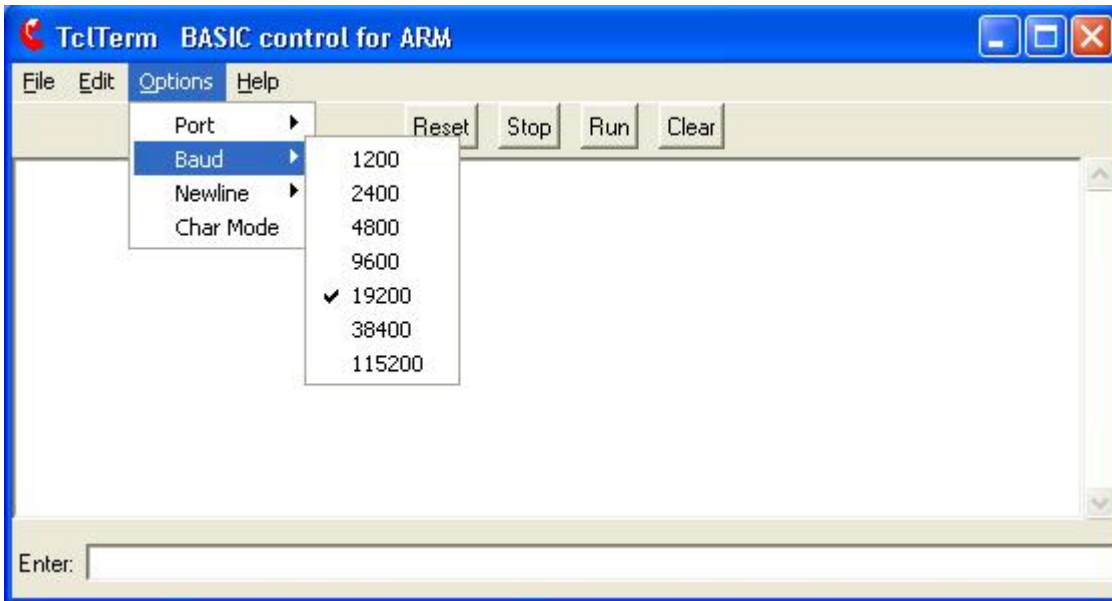 TclTerm BASIC control for ARM
File Edit Options Help
Port Reset Stop Run Clear
Baud 1200
Newline 2400
Char Mode 4800
9600
19200
38400
115200
Enter: